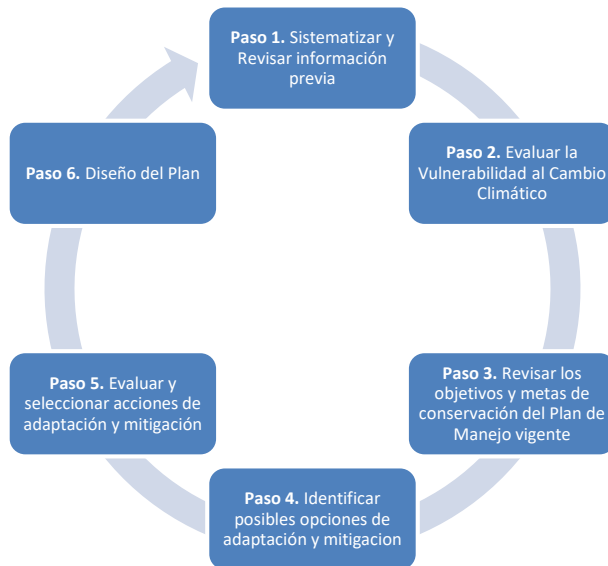 Paso 1. Sistematizar y
Revisar información
previa
Paso 2. Evaluar la
Vulnerabilidad al Cambio
Climático
Paso 3. Revisar los
objetivos y metas de
conservación del Plan de
Manejo vigente
Paso 4. Identificar
posibles opciones de
adaptación y mitigacion
Paso 5. Evaluar y
seleccionar acciones de
adaptación y mitigación
Paso 6. Diseño del Plan